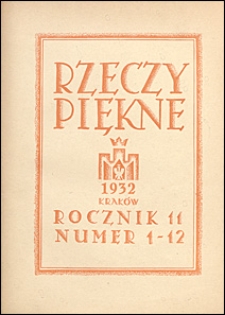 RZECZY
PIĘKNE
1932
KRAKÓW
ROCZNIK 11
NUMER 1-12